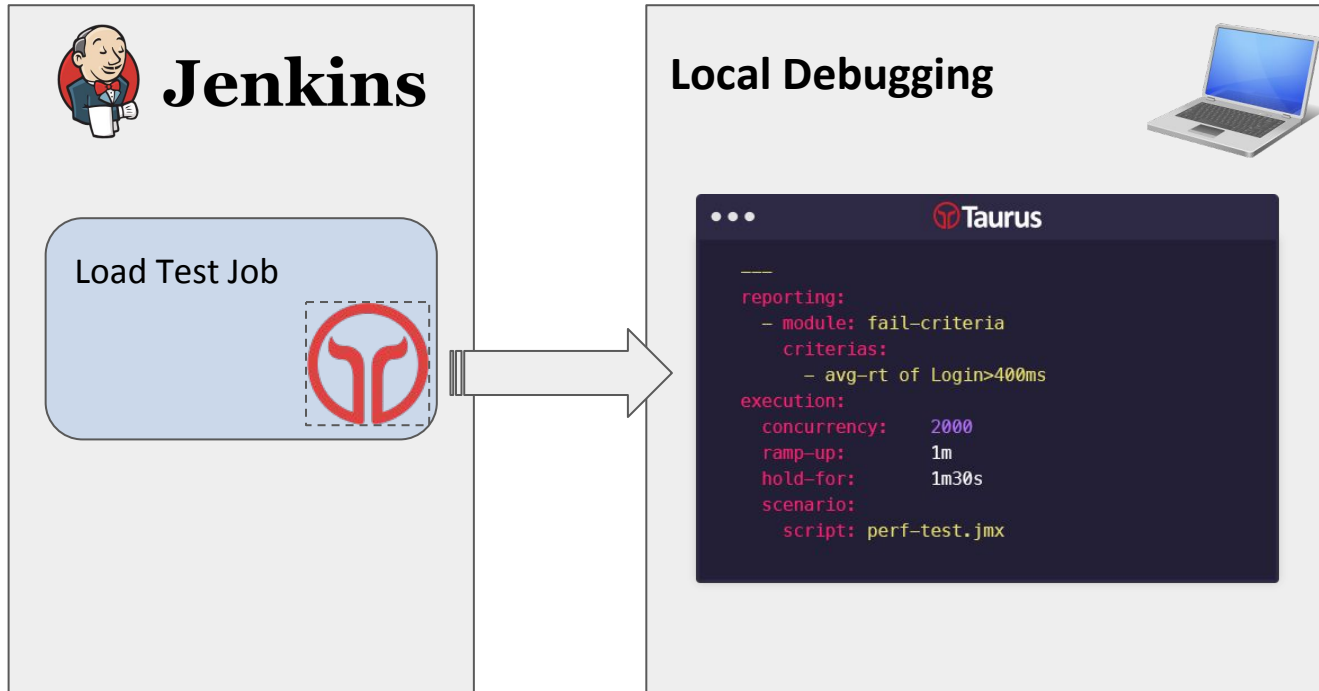 Jenkins
Load Test Job
Local Debugging
Taurus
———
reporting:
– module: fail–criteria
criterias:
– avg–rt of Login>400ms
execution:
concurrency: 2000
ramp–up: 1m
hold–for: 1m30s
scenario:
script: perf–test.jmx